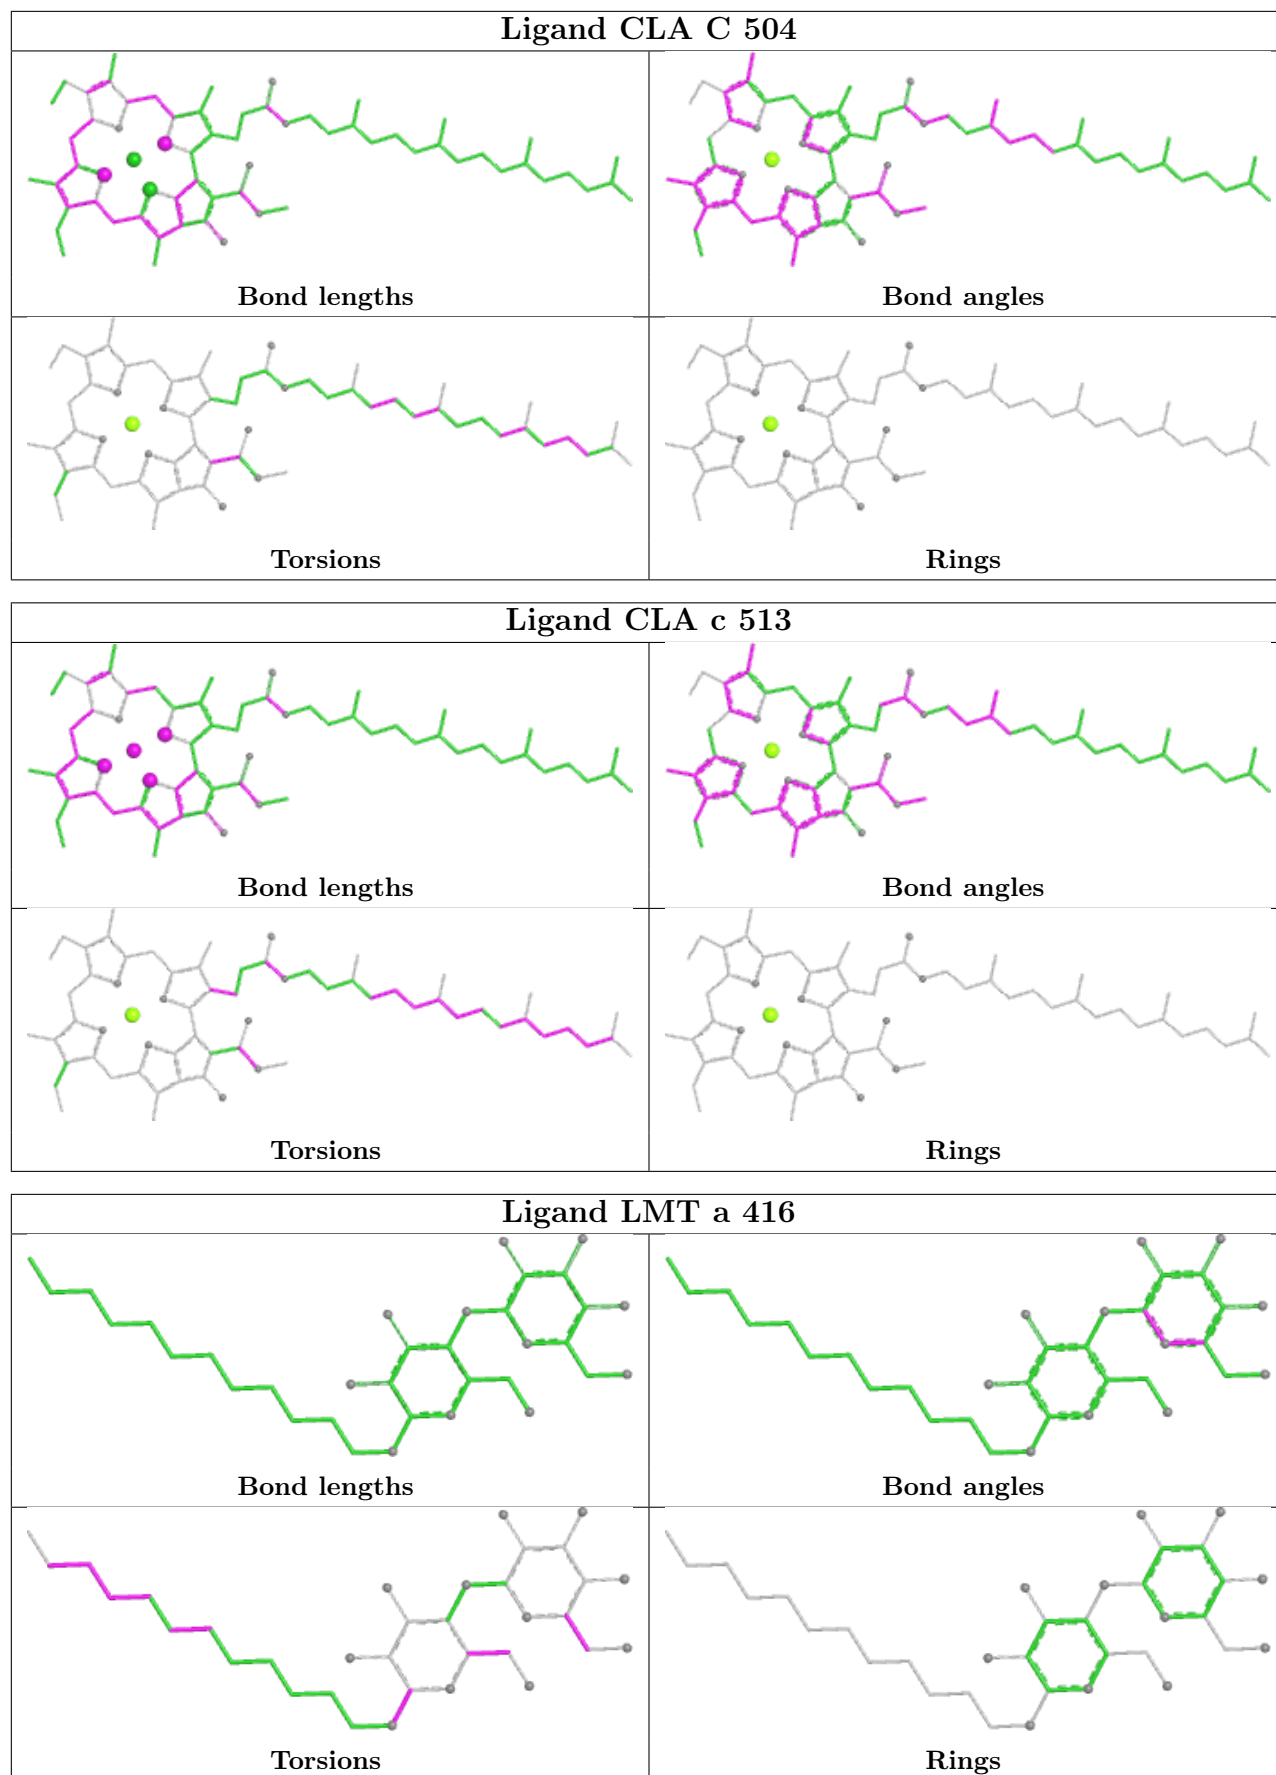 Ligand CLA C 504
Bond lengths
Bond angles
Torsions
Rings
Ligand CLA c 513
Bond lengths
Bond angles
Torsions
Rings
Ligand LMT a 416
Bond lengths
Bond angles
Torsions
Rings